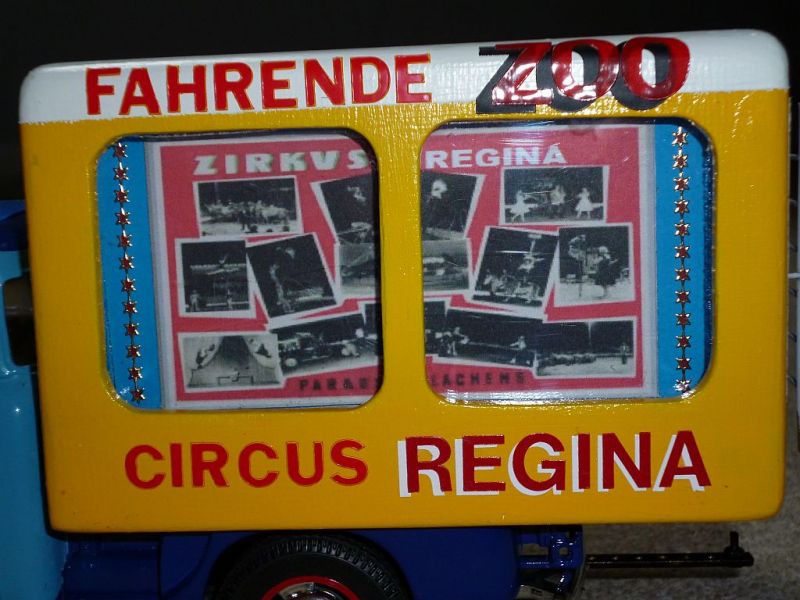 FAHRENDE ZOO
ZIRKUS REGINA
CIRCUS REGINA